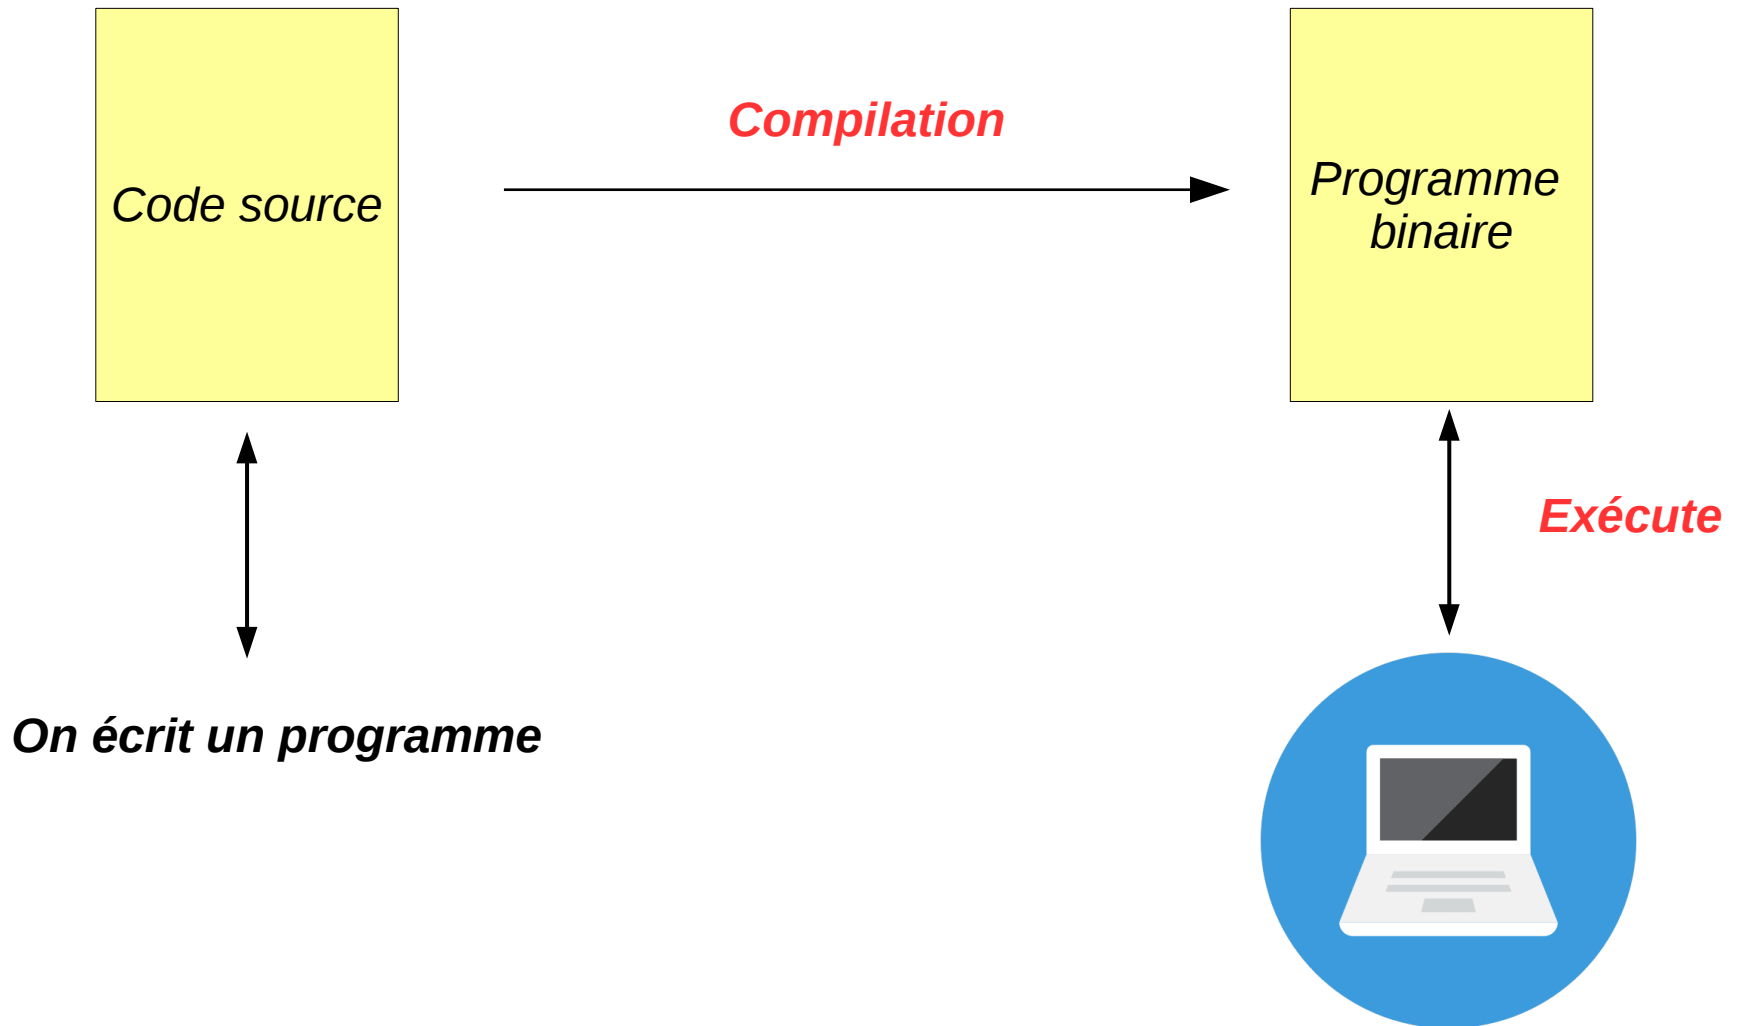 Compilation
Code source
Programme
binaire
Exécute
On écrit un programme